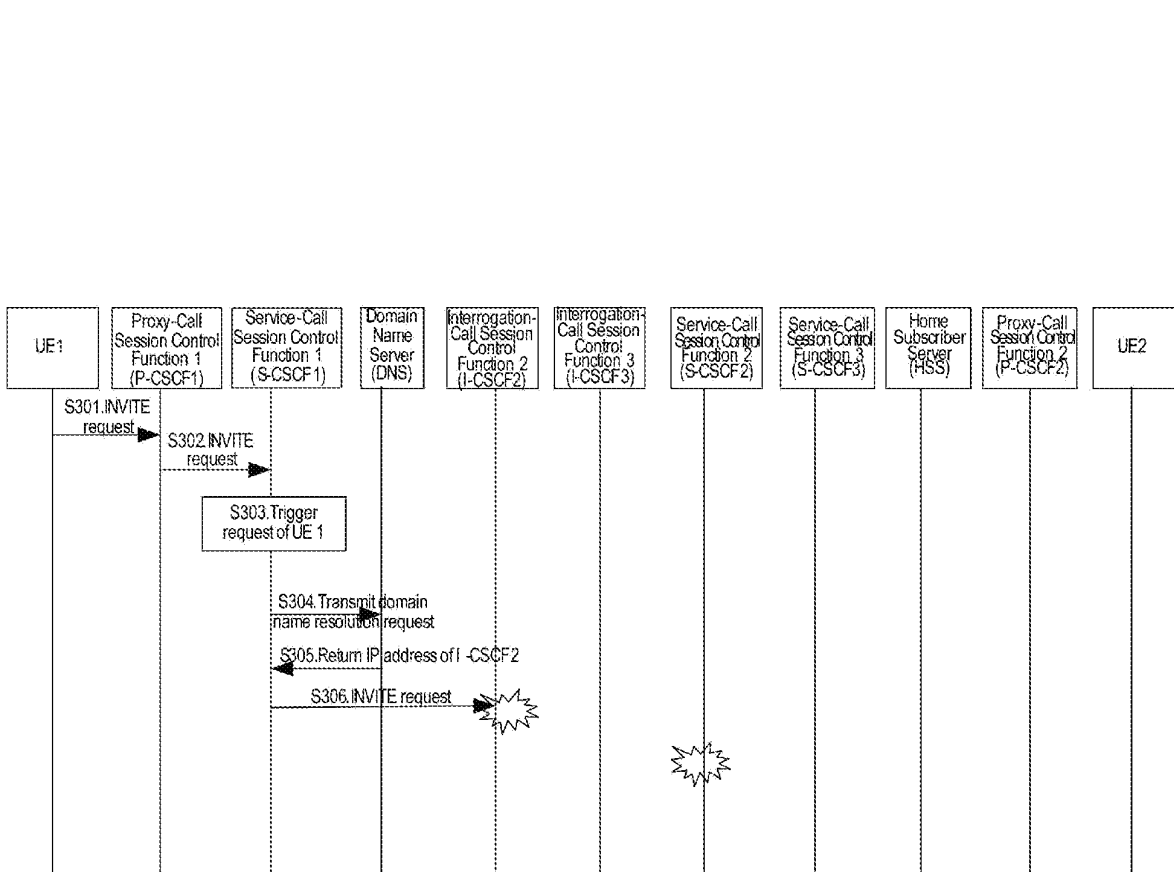 UE1
Proxy-Call
Session Control
Function 1
(P-CSCF1)
Service-Call
Session Control
Function 1
(S-CSCF1)
Domain
Name
Server
(DNS)
Interrogation-
Call Session
Control
Function 2
(I-CSCF2)
Interrogation-
Call Session
Control
Function 3
(I-CSCF3)
Service-Call
Session Control
Function 2
(S-CSCF2)
Service-Call
Session Control
Function 3
(S-CSCF3)
Home
Subscriber
Server
(HSS)
Proxy-Call
Session Control
Function 2
(P-CSCF2)
UE2
S301.INVITE
request
S302.INVITE
request
S303.Trigger
request of UE 1
S304.Transmit domain
name resolution request
S305.Return IP address of I -CSCF2
S306.INVITE request